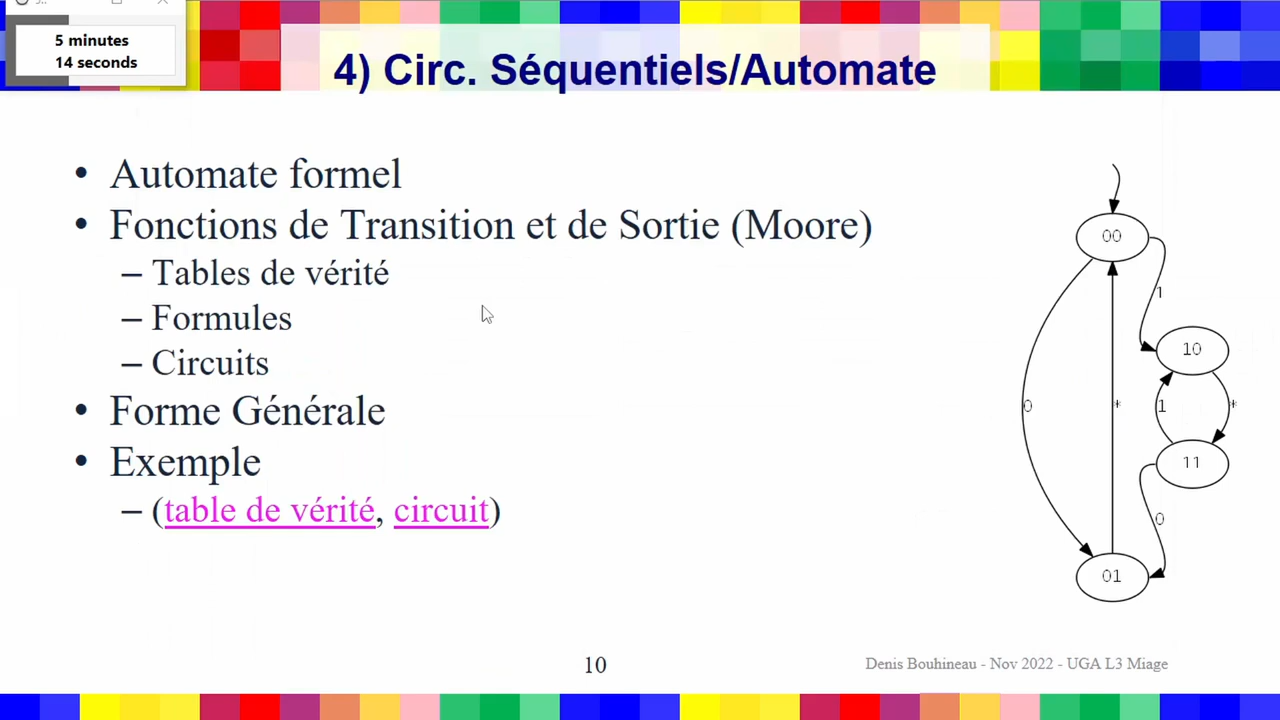 5 minutes
14 seconds
4) Circ. Séquentiels/Automate
• Automate formel
• Fonctions de Transition et de Sortie (Moore)
– Tables de vérité
– Formules
– Circuits
• Forme Générale
• Exemple
– (table de vérité, circuit)
00
1
10
0
*
1
*
11
0
01
10
Denis Bouhineau - Nov 2022 - UGA L3 Miage